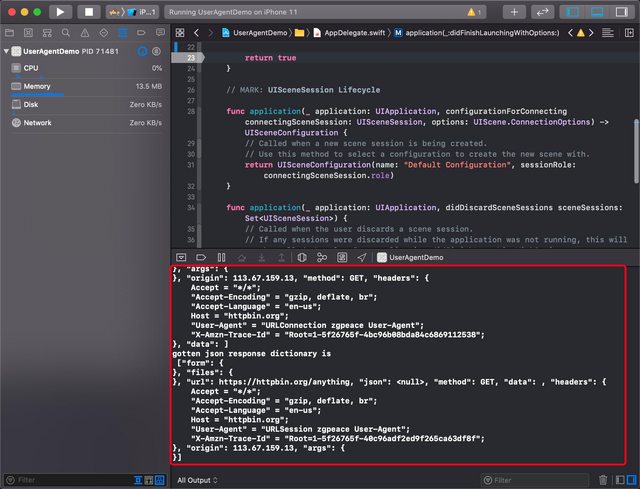 iP...1
Running UserAgentDemo on iPhone 11
1
UserAgentDemo PID 71481
CPU
0%
Memory
13.5 MB
Disk
Zero KB/s
Network
Zero KB/s
Filter
UserAgentDemo
AppDelegate.swift
M
application(_:didFinishLaunchingWithOptions:)
22
23 return true
24 }
25
26 // MARK: UISceneSession Lifecycle
27
28 func application(_ application: UIApplication, configurationForConnecting
connectingSceneSession: UISceneSession, options: UIScene.ConnectionOptions) ->
UISceneConfiguration {
29 // Called when a new scene session is being created.
30 // Use this method to select a configuration to create the new scene with.
31 return UISceneConfiguration(name: "Default Configuration", sessionRole:
connectingSceneSession.role)
32 }
33
34 func application(_ application: UIApplication, didDiscardSceneSessions sceneSessions:
Set<UISceneSession>) {
35 // Called when the user discards a scene session.
36 // If any sessions were discarded while the application was not running, this will
UserAgentDemo
}, "args": {
}, "origin": 113.67.159.13, "method": GET, "headers": {
Accept = "*/*";
"Accept-Encoding" = "gzip, deflate, br";
"Accept-Language" = "en-us";
Host = "httpbin.org";
"User-Agent" = "URLConnection zgpeace User-Agent";
"X-Amzn-Trace-Id" = "Root=1-5f26765f-4bc96b08bda84c6869112538";
}, "data": ]
gotten json response dictionary is
["form": {
}, "files": {
}, "url": https://httpbin.org/anything, "json": <null>, "method": GET, "data": , "headers": {
Accept = "*/*";
"Accept-Encoding" = "gzip, deflate, br";
"Accept-Language" = "en-us";
Host = "httpbin.org";
"User-Agent" = "URLSession zgpeace User-Agent";
"X-Amzn-Trace-Id" = "Root=1-5f26765f-40c96adf2ed9f265ca63df8f";
}, "origin": 113.67.159.13, "args": {
}]
All Output
Filter